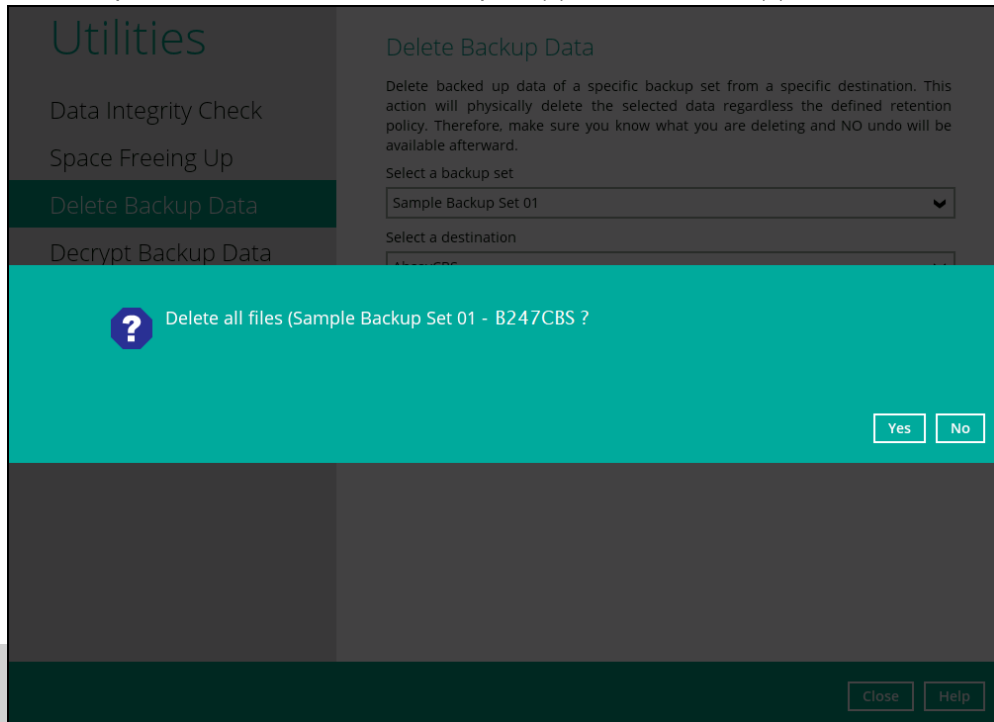 Utilities
Data Integrity Check
Space Freeing Up
Delete Backup Data
Decrypt Backup Data
Delete Backup Data
Delete backed up data of a specific backup set from a specific destination. This
action will physically delete the selected data regardless the defined retention
policy. Therefore, make sure you know what you are deleting and NO undo will be
available afterward.
Select a backup set
Sample Backup Set 01
Select a destination
Delete all files (Sample Backup Set 01 - B247CBS ?
Yes No
Close Help